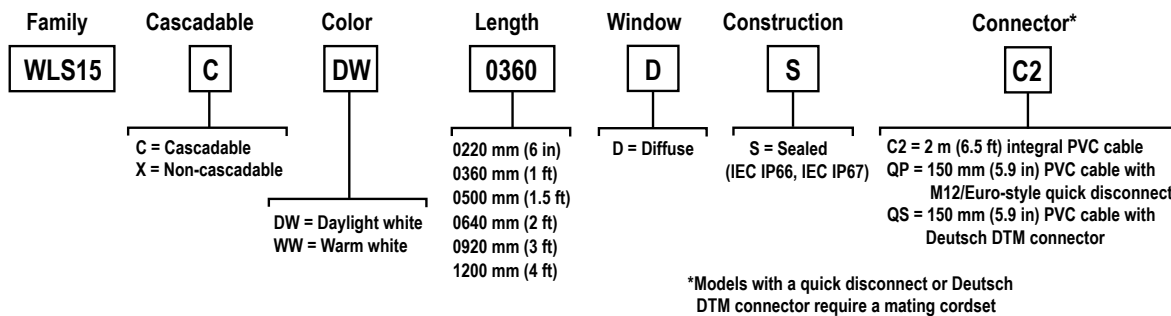 Family Cascadable Color Length Window Construction Connector*
WLS15 C DW 0360 D S C2
C = Cascadable
X = Non-cascadable
DW = Daylight white
WW = Warm white
0220 mm (6 in)
0360 mm (1 ft)
0500 mm (1.5 ft)
0640 mm (2 ft)
0920 mm (3 ft)
1200 mm (4 ft)
D = Diffuse
S = Sealed
(IEC IP66, IEC IP67)
C2 = 2 m (6.5 ft) integral PVC cable
QP = 150 mm (5.9 in) PVC cable with
M12/Euro-style quick disconnect
QS = 150 mm (5.9 in) PVC cable with
Deutsch DTM connector
*Models with a quick disconnect or Deutsch
DTM connector require a mating cordset